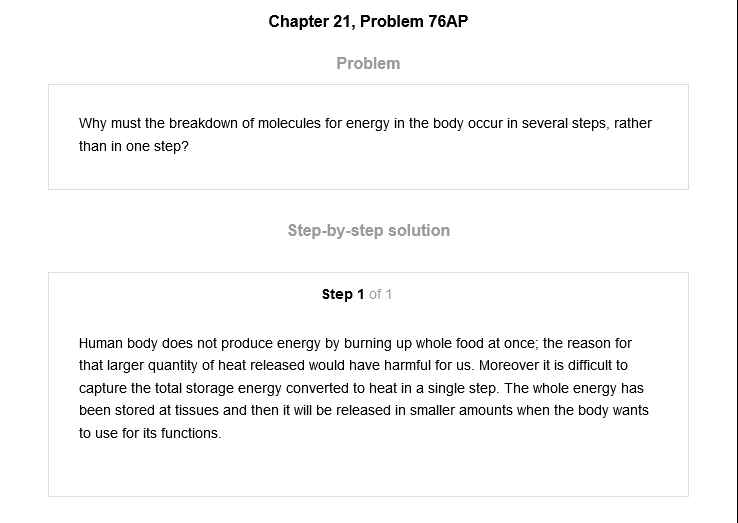 Chapter 21, Problem 76AP
Problem
Why must the breakdown of molecules for energy in the body occur in several steps, rather
than in one step?
Step-by-step solution
Step 1 of 1
Human body does not produce energy by burning up whole food at once; the reason for
that larger quantity of heat released would have harmful for us. Moreover it is difficult to
capture the total storage energy converted to heat in a single step. The whole energy has
been stored at tissues and then it will be released in smaller amounts when the body wants
to use for its functions.